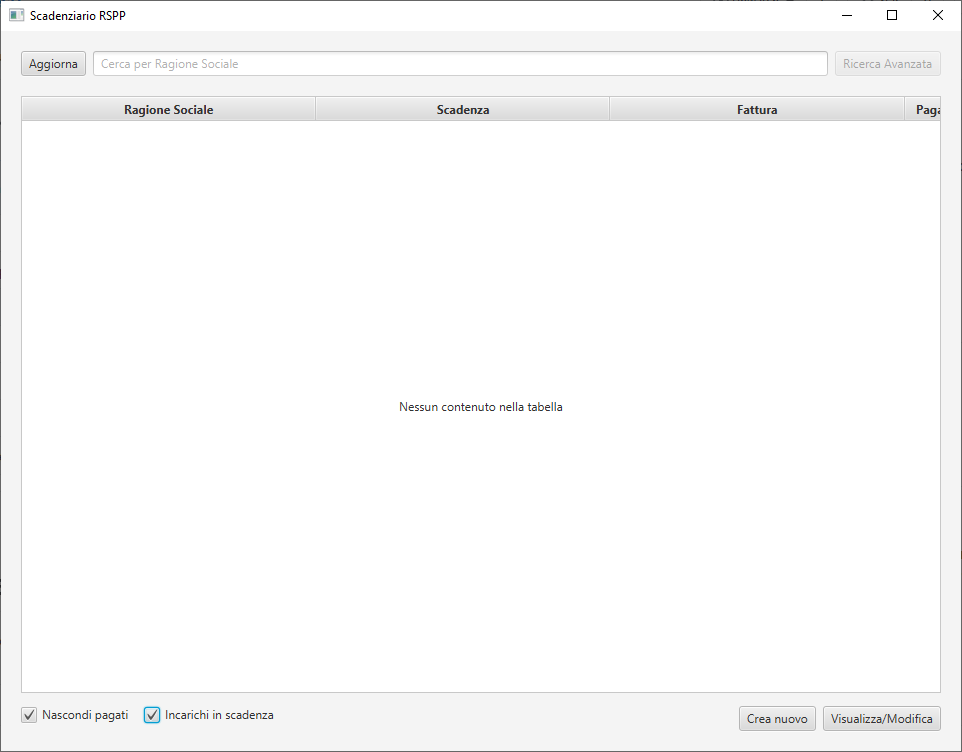 Scadenziario RSPP
Aggiorna Cerca per Ragione Sociale Ricerca Avanzata
Ragione Sociale Scadenza Fattura Paga
Nessun contenuto nella tabella
Nascondi pagati Incarichi in scadenza Crea nuovo Visualizza/Modifica